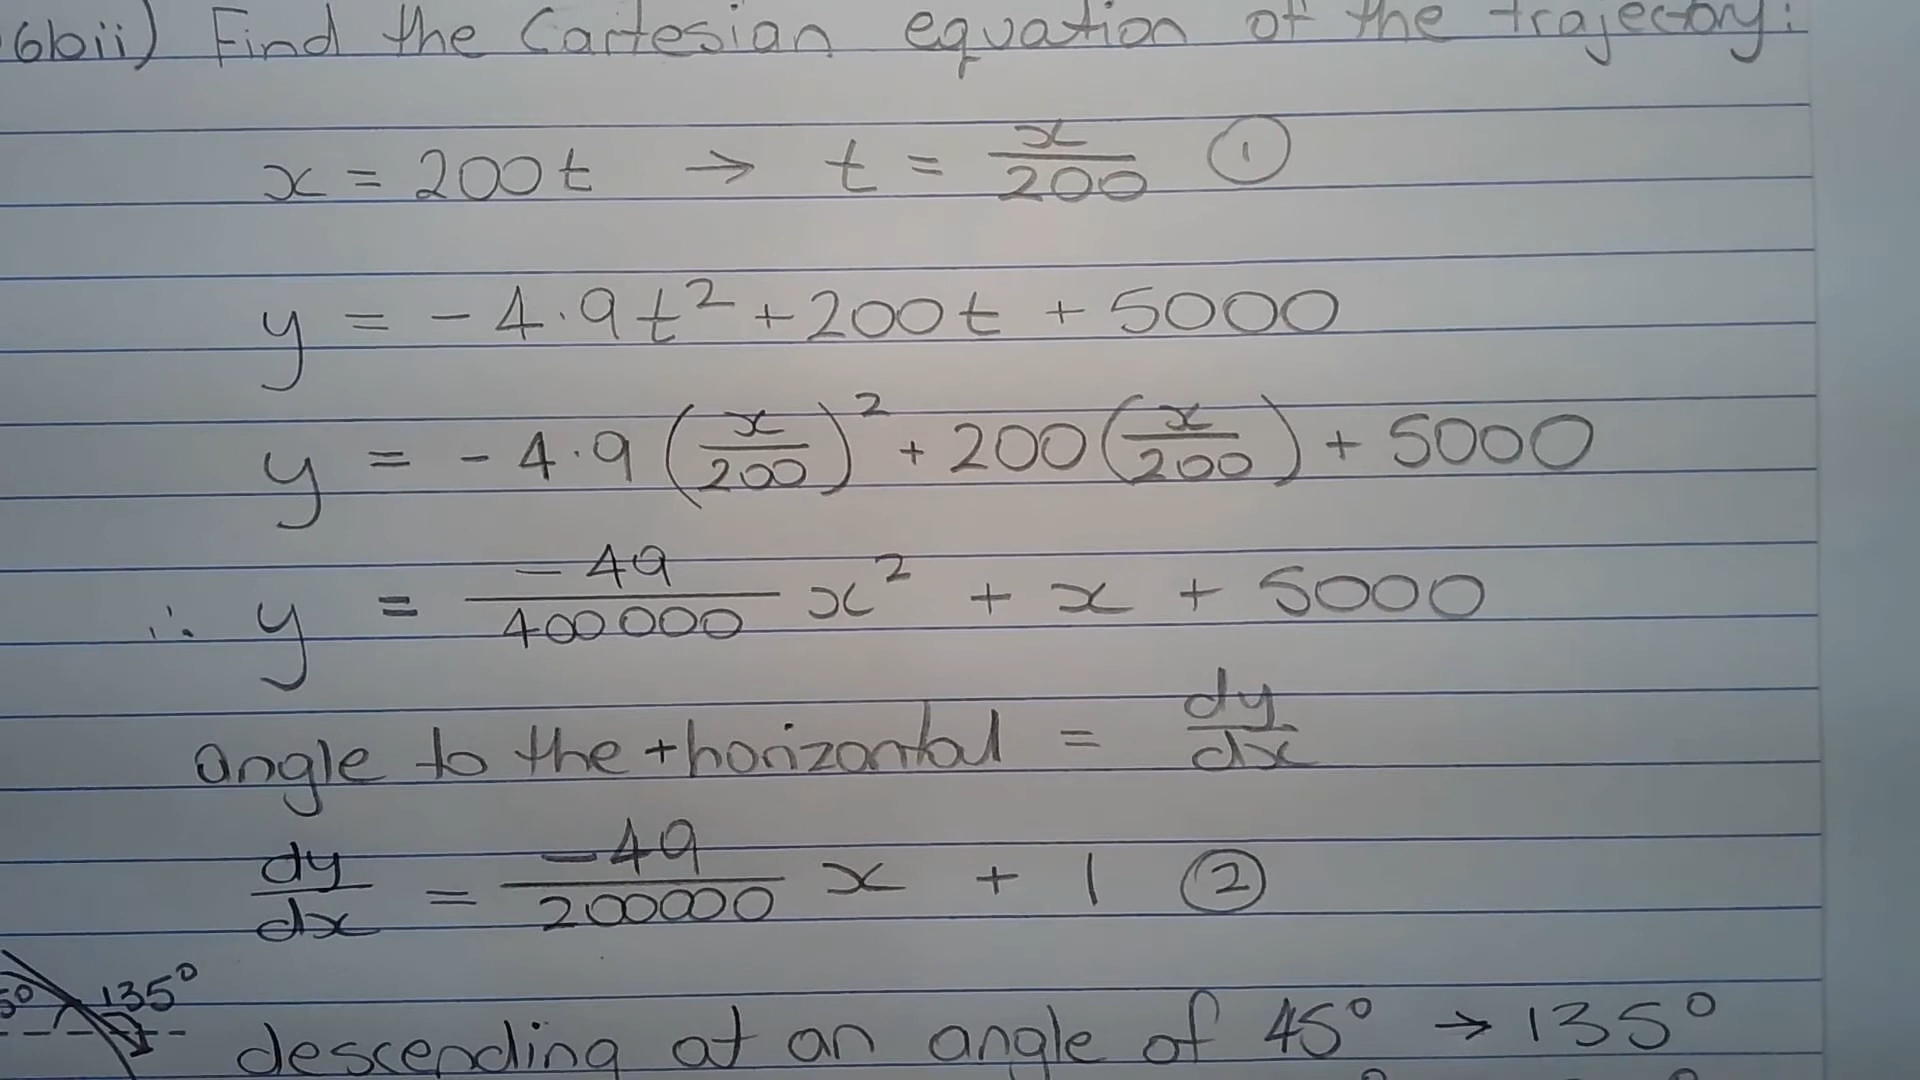 6bii) Find the Cartesian equation of the trajectory:
x = 200t → t = x/200 ①
y = -4.9t² + 200t + 5000
y = -4.9(x/200)² + 200(x/200) + 5000
∴ y = -49/400000 x² + x + 5000
angle to the +horizontal = dy/dx
dy/dx = -49/200000 x + 1 ②
135°
descending at an angle of 45° → 135°